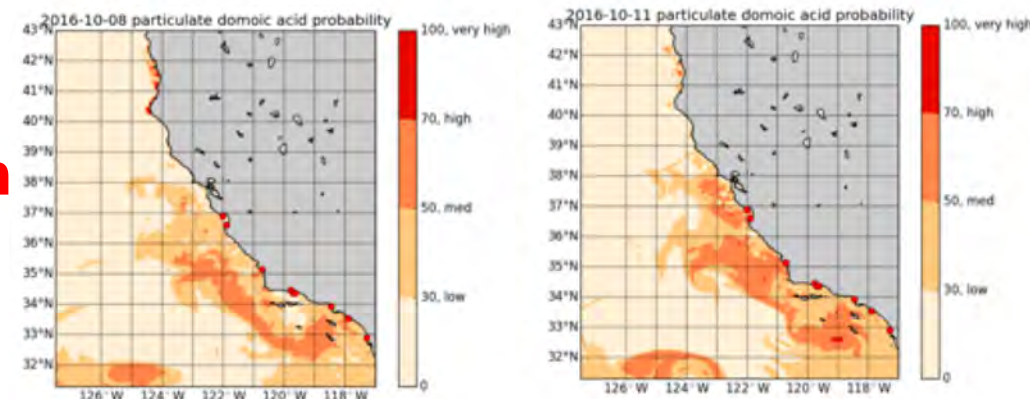 2016-10-08 particulate domoic acid probability
43°N
42°N
41°N
40°N
39°N
38°N
37°N
36°N
35°N
34°N
33°N
32°N
126°W 124°W 122°W 120°W 118°W
100, very high
70, high
50, med
30, low
0
2016-10-11 particulate domoic acid probability
43°N
42°N
41°N
40°N
39°N
38°N
37°N
36°N
35°N
34°N
33°N
32°N
126°W 124°W 122°W 120°W 118°W
100, very high
70, high
50, med
30, low
0